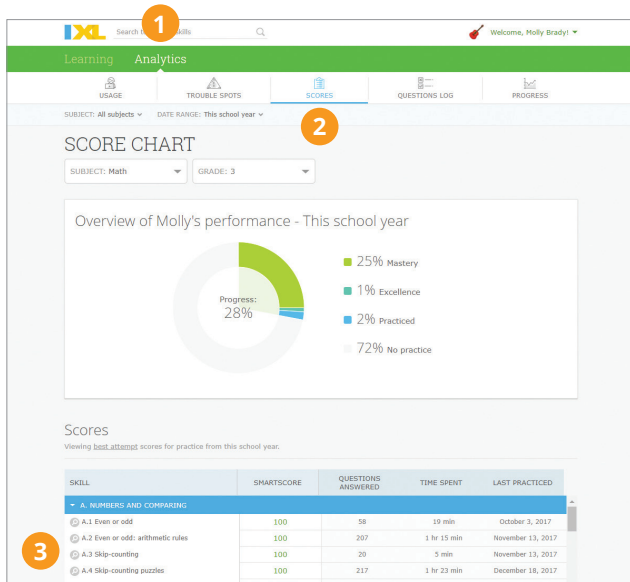 IXL
1
Search skills
Welcome, Molly Brady!
Learning Analytics
USAGE TROUBLE SPOTS SCORES QUESTIONS LOG PROGRESS
SUBJECT: All subjects DATE RANGE: This school year
2
SCORE CHART
SUBJECT: Math GRADE: 3
Overview of Molly's performance - This school year
Progress:
28%
25% Mastery
1% Excellence
2% Practiced
72% No practice
Scores
Viewing best attempt scores for practice from this school year.
SKILL SMARTSCORE QUESTIONS ANSWERED TIME SPENT LAST PRACTICED
A. NUMBERS AND COMPARING
A.1 Even or odd 100 58 19 min October 3, 2017
A.2 Even or odd: arithmetic rules 100 207 1 hr 15 min November 13, 2017
3
A.3 Skip-counting 100 20 5 min November 13, 2017
A.4 Skip-counting puzzles 100 217 1 hr 23 min December 18, 2017